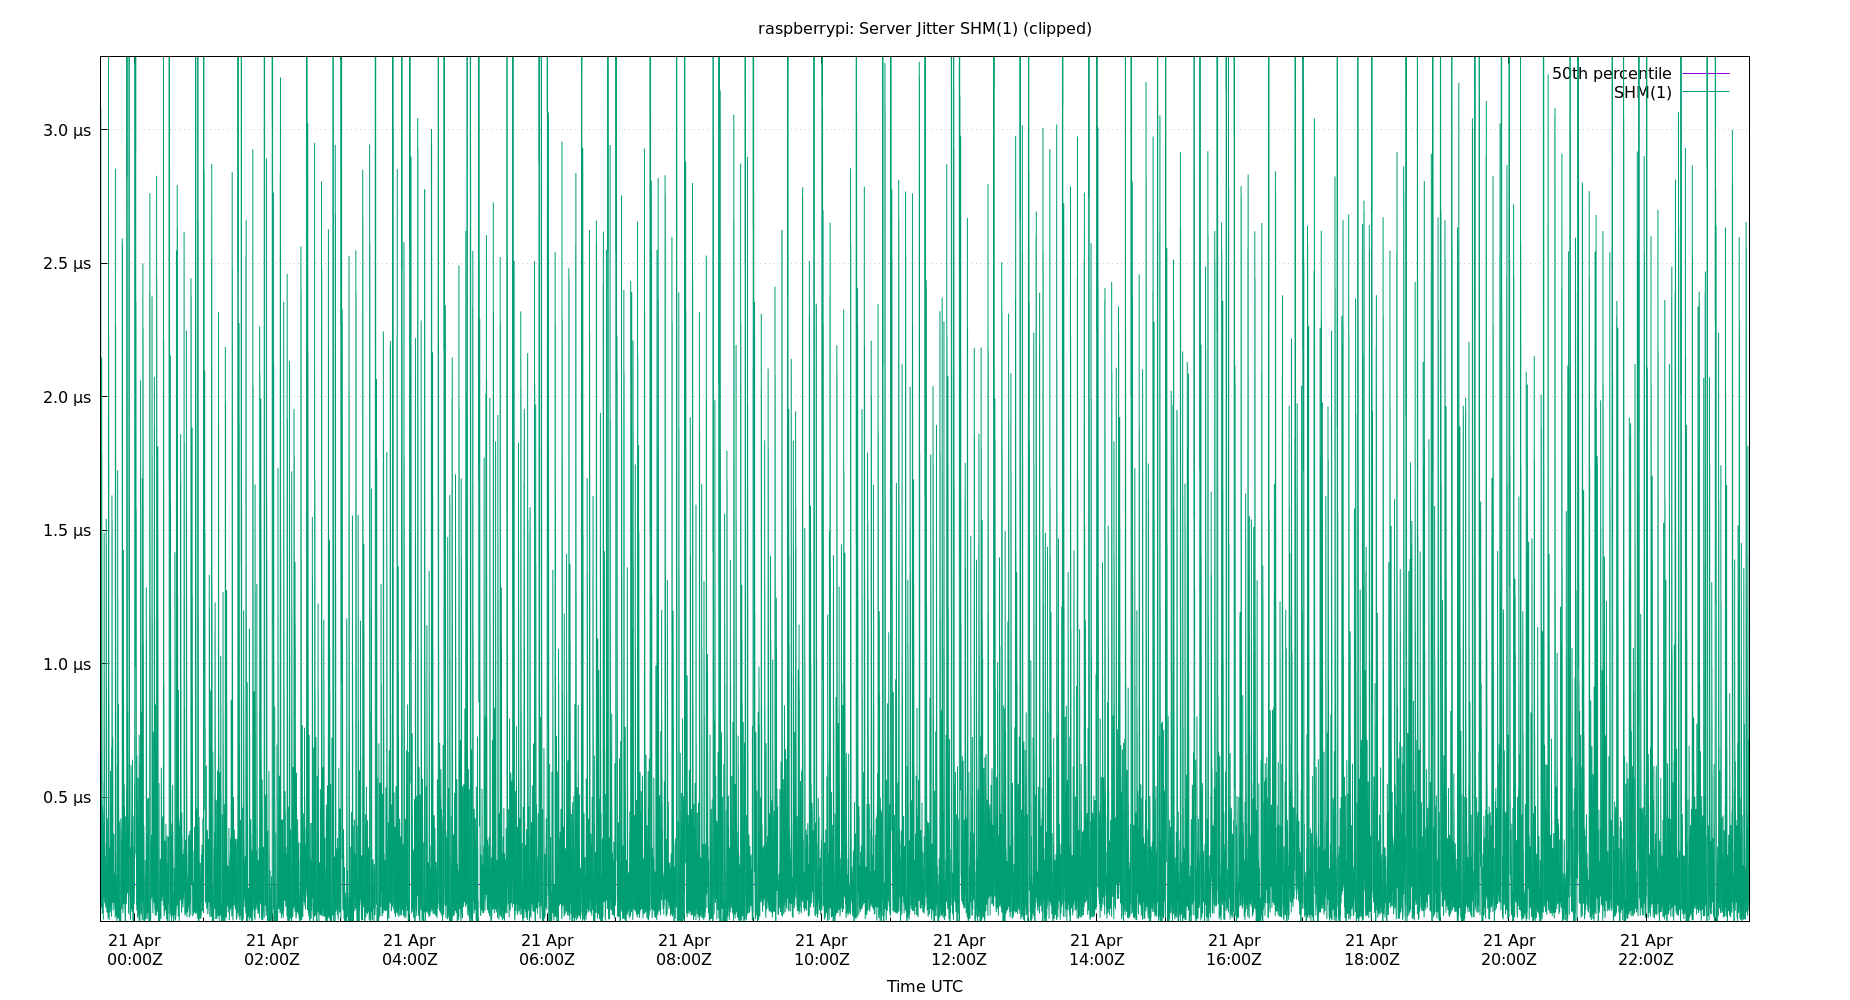 raspberrypi: Server Jitter SHM(1) (clipped)
50th percentile
SHM(1)
3.0 µs
2.5 µs
2.0 µs
1.5 µs
1.0 µs
0.5 µs
21 Apr 21 Apr 21 Apr 21 Apr 21 Apr 21 Apr 21 Apr 21 Apr 21 Apr 21 Apr 21 Apr 21 Apr
00:00Z 02:00Z 04:00Z 06:00Z 08:00Z 10:00Z 12:00Z 14:00Z 16:00Z 18:00Z 20:00Z 22:00Z
Time UTC